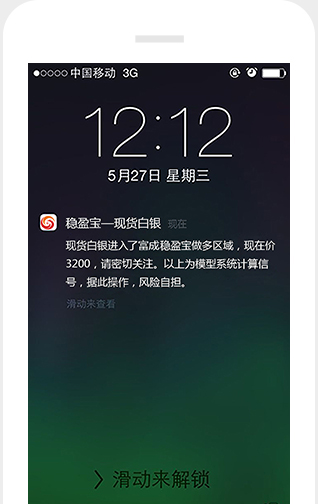 中国移动 3G
12:12
5月27日 星期三
稳盈宝—现货白银 现在
现货白银进入了富成稳盈宝做多区域，现在价
3200，请密切关注。以上为模型系统计算信
号，据此操作，风险自担。
滑动来查看
滑动来解锁